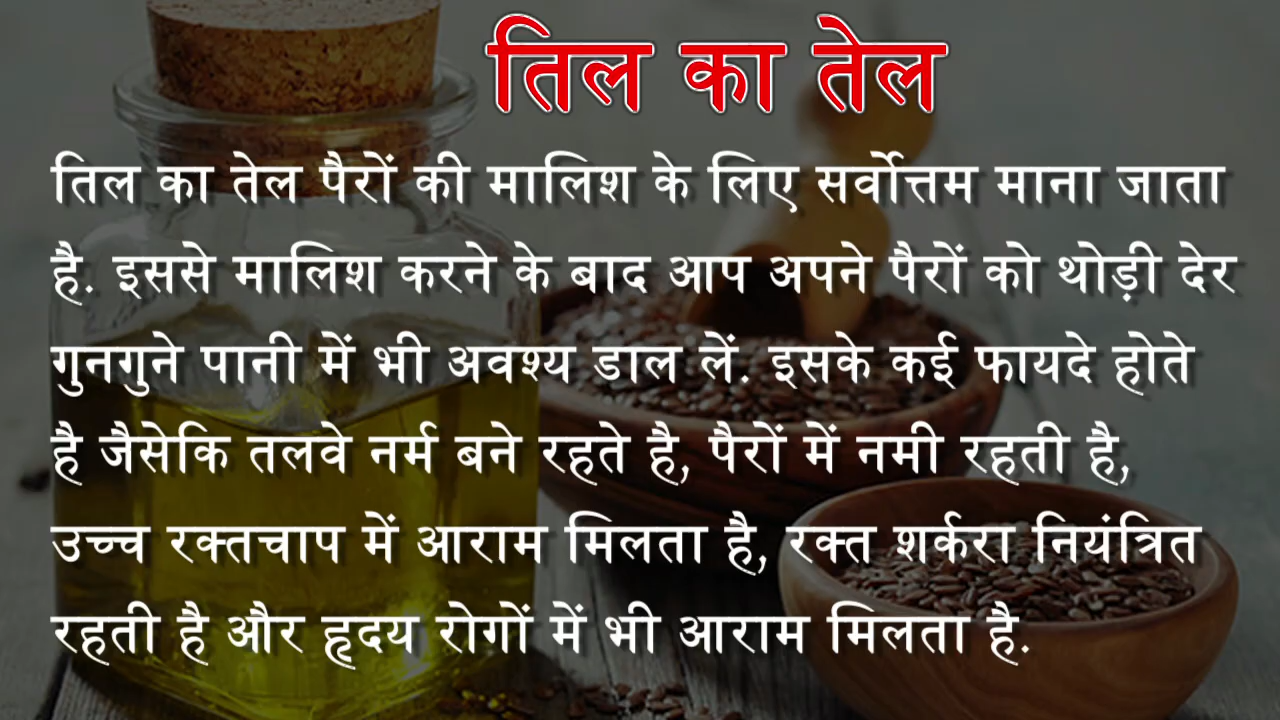 तिल का तेल
तिल का तेल पैरों की मालिश के लिए सर्वोत्तम माना जाता
है. इससे मालिश करने के बाद आप अपने पैरों को थोड़ी देर
गुनगुने पानी में भी अवश्य डाल लें. इसके कई फायदे होते
है जैसेकि तलवे नर्म बने रहते है, पैरों में नमी रहती है,
उच्च रक्तचाप में आराम मिलता है, रक्त शर्करा नियंत्रित
रहती है और हृदय रोगों में भी आराम मिलता है.